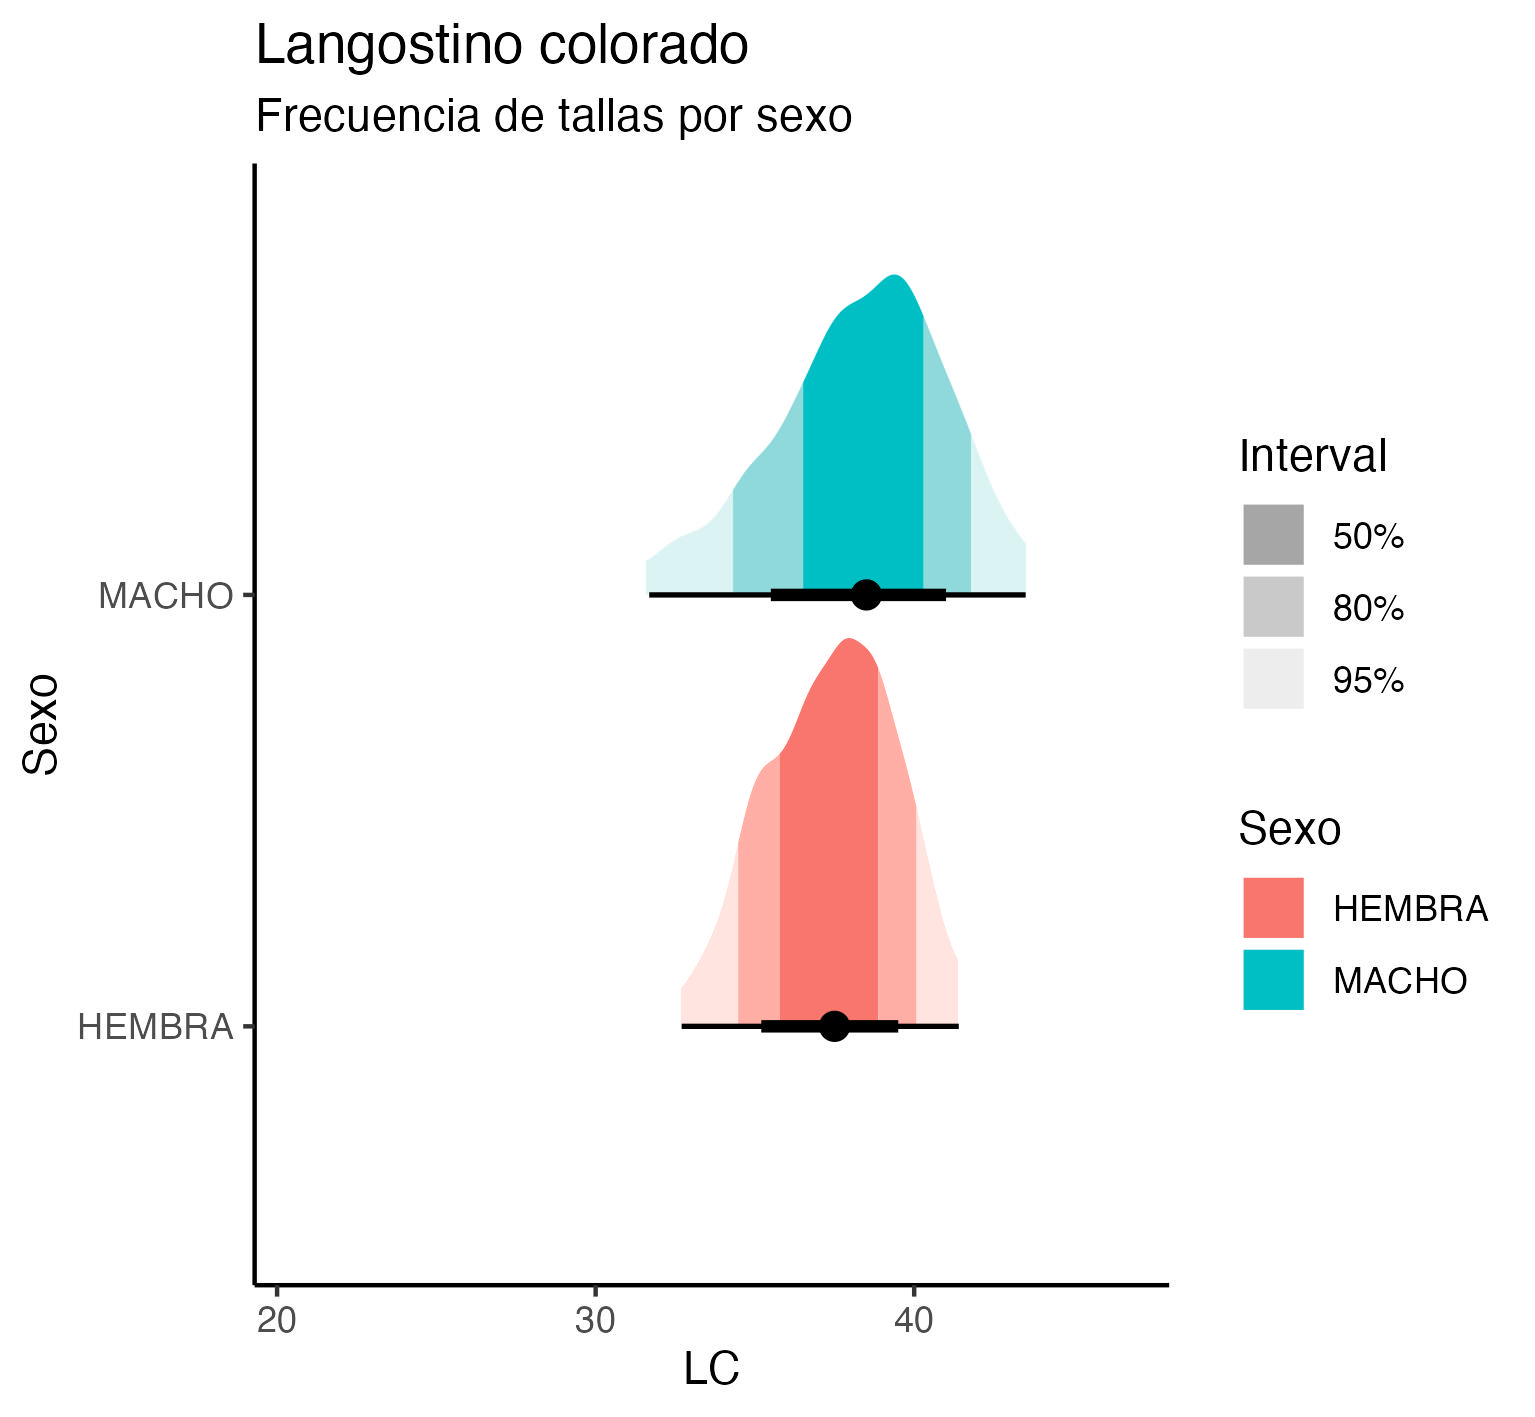 Langostino colorado
Frecuencia de tallas por sexo
MACHO
HEMBRA
Sexo
20 30 40
LC
Interval
50%
80%
95%
Sexo
HEMBRA
MACHO